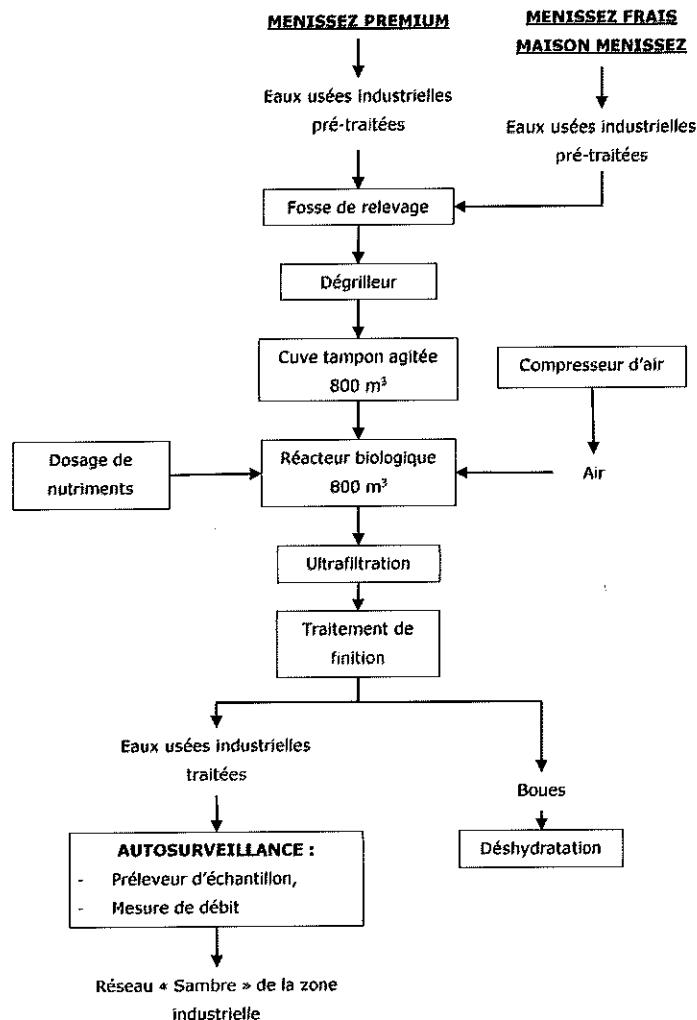 MENISSEZ PREMIUM
MENISSEZ FRAIS
MAISON MENISSEZ
Eaux usées industrielles
pré-traitées
Eaux usées industrielles
pré-traitées
Fosse de relevage
Dégrilleur
Cuve tampon agitée
800 m³
Compresseur d'air
Dosage de
nutriments
Réacteur biologique
800 m³
Air
Ultrafiltration
Traitement de
finition
Eaux usées industrielles
traitées
Boues
AUTOSURVEILLANCE :
- Préleveur d'échantillon,
- Mesure de débit
Déshydratation
Réseau « Sambre » de la zone
industrielle